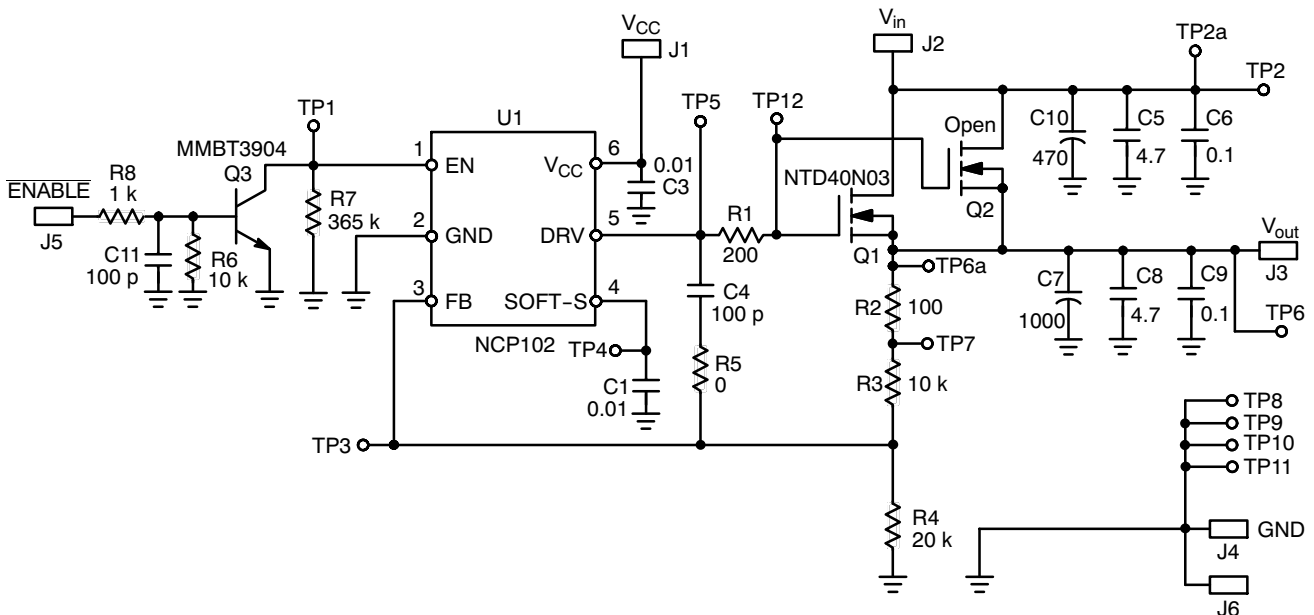 V_CC
J1
V_in
J2
TP2a
TP2
TP1
U1
TP5
TP12
MMBT3904
1
EN
V_CC
6
0.01
C3
Open
C10
470
C5
4.7
C6
0.1
ENABLE
R8
1 k
Q3
R7
365 k
NTD40N03
Q2
J5
C11
100 p
R6
10 k
2
GND
DRV
5
R1
200
Q1
V_out
J3
TP6a
C7
1000
C8
4.7
C9
0.1
TP6
3
FB
SOFT-S
4
C4
100 p
R2
100
NCP102
TP4
TP7
R5
0
C1
0.01
R3
10 k
TP3
TP8
TP9
TP10
TP11
R4
20 k
GND
J4
J6